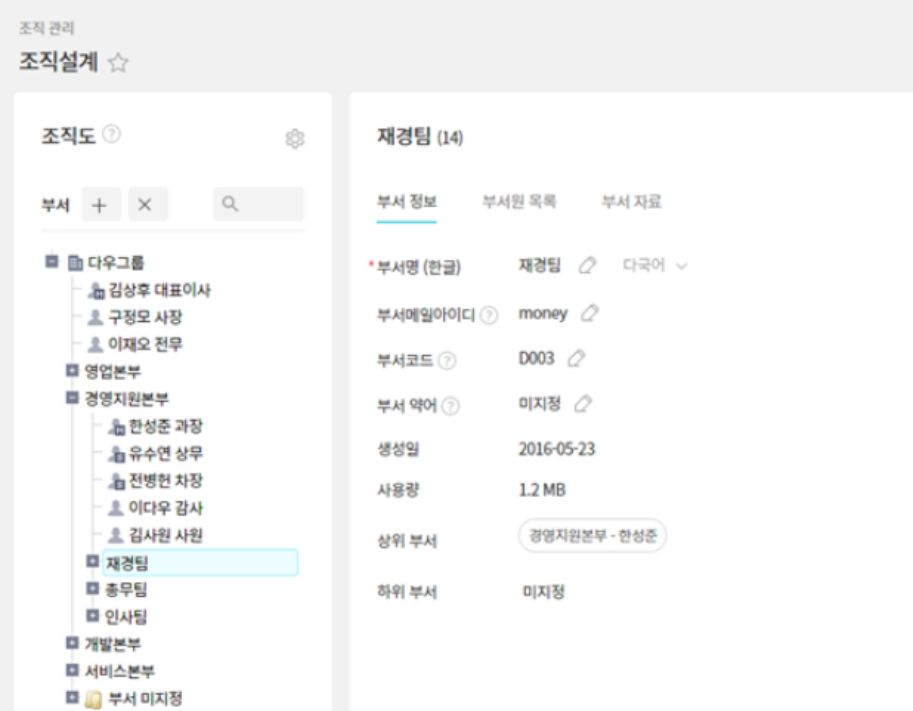 조직 관리
조직설계
조직도 ?
부서
다우그룹
김상후 대표이사
구정모 사장
이재오 전무
영업본부
경영지원본부
한성준 과장
유수연 상무
전병헌 차장
이다우 감사
김사원 사원
재경팀
총무팀
인사팀
개발본부
서비스본부
부서 미지정
재경팀 (14)
부서 정보 부서원 목록 부서 자료
* 부서명 (한글) 재경팀 다국어
부서메일아이디 ? money
부서코드 ? D003
부서 약어 ? 미지정
생성일 2016-05-23
사용량 1.2 MB
상위 부서 경영지원본부 - 한성준
하위 부서 미지정